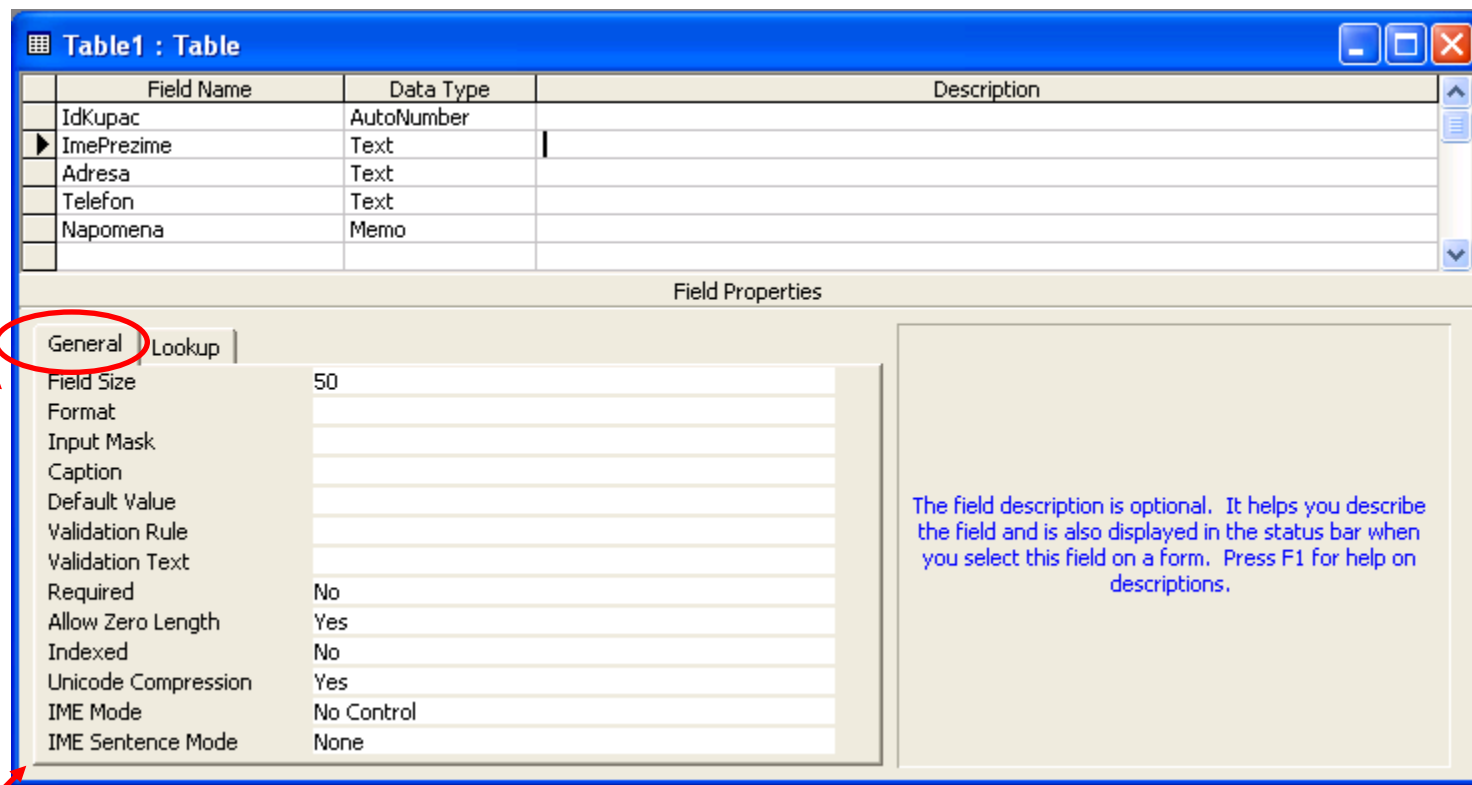 Table1 : Table
Field Name Data Type Description
IdKupac AutoNumber
ImePrezime Text
Adresa Text
Telefon Text
Napomena Memo
Field Properties
General Lookup
Field Size 50
Format
Input Mask
Caption
Default Value
Validation Rule
Validation Text
Required No
Allow Zero Length Yes
Indexed No
Unicode Compression Yes
IME Mode No Control
IME Sentence Mode None
The field description is optional. It helps you describe
the field and is also displayed in the status bar when
you select this field on a form. Press F1 for help on
descriptions.